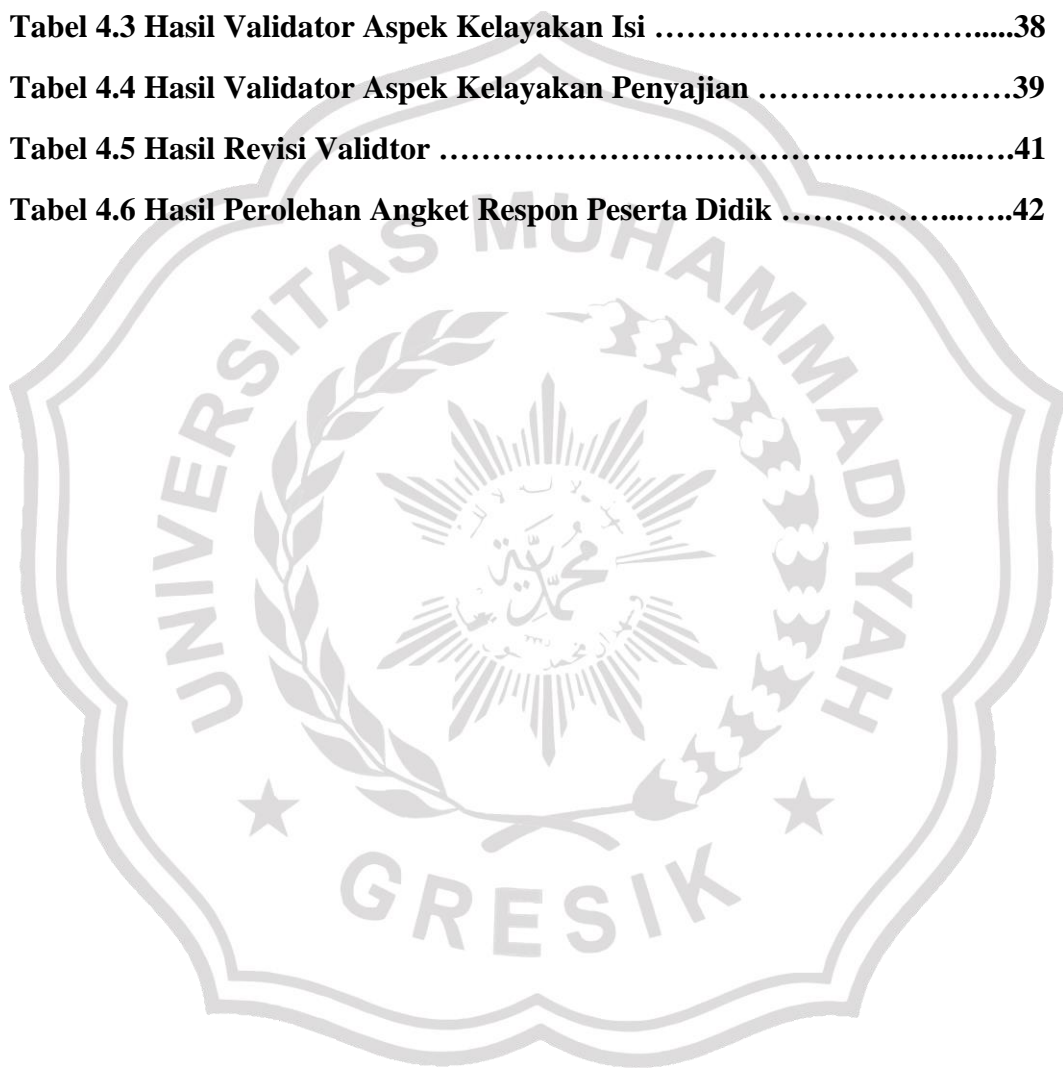 Tabel 4.3 Hasil Validator Aspek Kelayakan Isi ………………………….....38
Tabel 4.4 Hasil Validator Aspek Kelayakan Penyajian ……………………39
Tabel 4.5 Hasil Revisi Validtor …………………………………………...….41
Tabel 4.6 Hasil Perolehan Angket Respon Peserta Didik ……………...…..42
UNIVERSITAS MUHAMMADIYAH
محمد
GRESIK